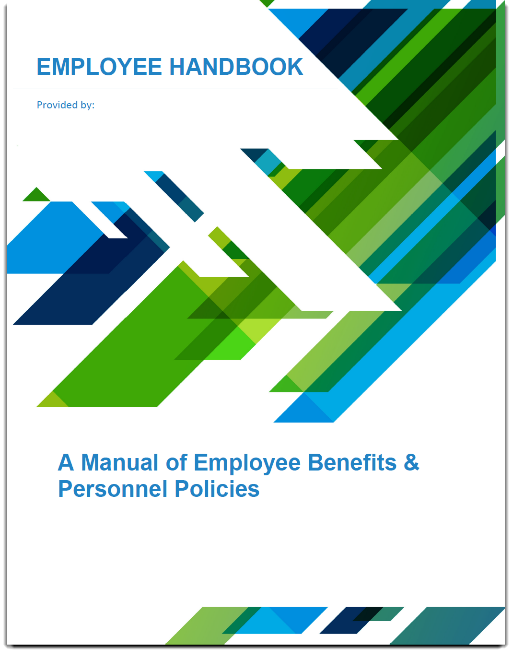 EMPLOYEE HANDBOOK
Provided by:
A Manual of Employee Benefits &
Personnel Policies